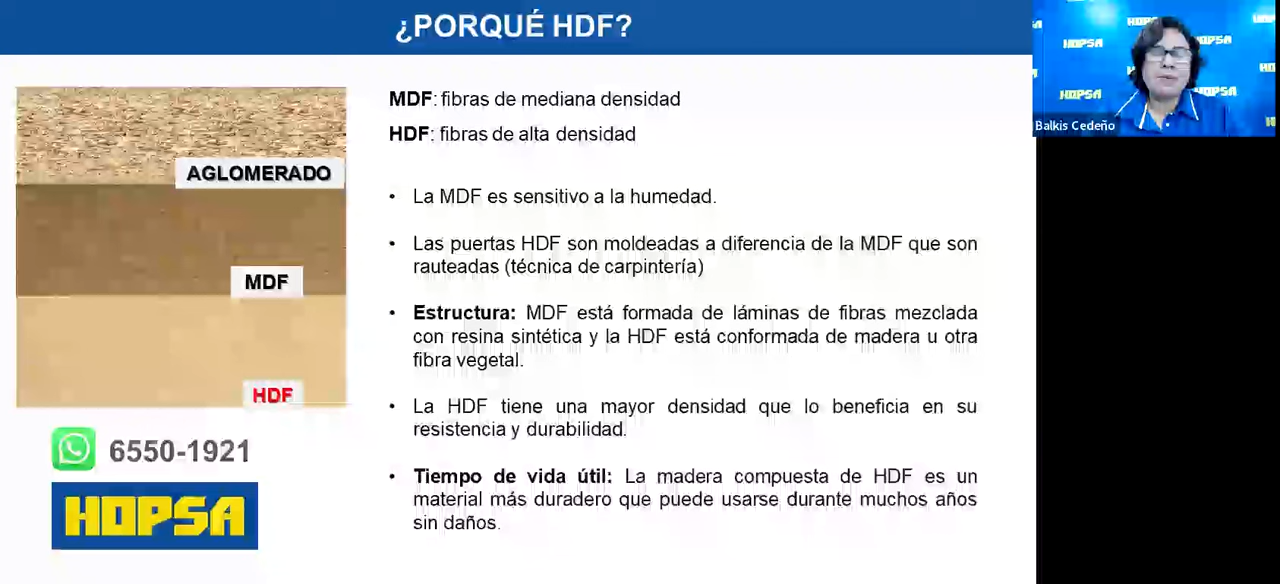 ¿PORQUÉ HDF?
MDF: fibras de mediana densidad
HDF: fibras de alta densidad
AGLOMERADO
MDF
HDF
• La MDF es sensitivo a la humedad.
• Las puertas HDF son moldeadas a diferencia de la MDF que son
rauteadas (técnica de carpintería)
• Estructura: MDF está formada de láminas de fibras mezclada
con resina sintética y la HDF está conformada de madera u otra
fibra vegetal.
• La HDF tiene una mayor densidad que lo beneficia en su
resistencia y durabilidad.
• Tiempo de vida útil: La madera compuesta de HDF es un
material más duradero que puede usarse durante muchos años
sin daños.
6550-1921
HOPSA
HOPSA
HOPSA
HOPSA
Balkis Cedeño